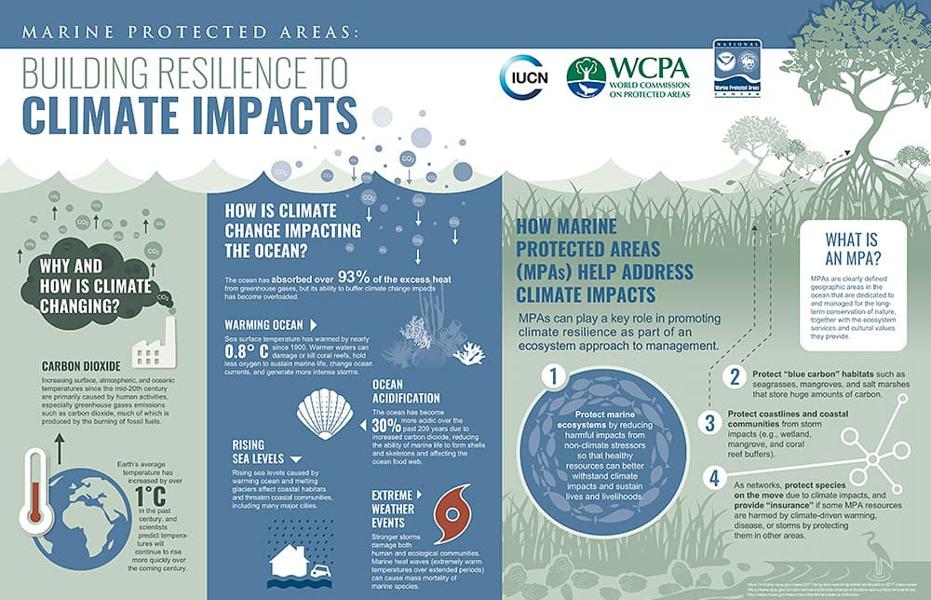 MARINE PROTECTED AREAS:
BUILDING RESILIENCE TO
CLIMATE IMPACTS
IUCN
WCPA
WORLD COMMISSION
ON PROTECTED AREAS
NATIONAL
Marine Protected Areas
CENTER
WHY AND
HOW IS CLIMATE
CHANGING?
CO2
CARBON DIOXIDE
Increasing surface, atmospheric, and oceanic
temperatures since the mid-20th century
are primarily caused by human activities,
especially greenhouse gases emissions
such as carbon dioxide, much of which is
produced by the burning of fossil fuels.
Earth's average
temperature has
increased by over
1°C
in the past
century, and
scientists
predict tempera-
tures will
continue to rise
more quickly over
the coming century.
CO2
CO2
CO2
HOW IS CLIMATE
CHANGE IMPACTING
THE OCEAN?
The ocean has absorbed over 93% of the excess heat
from greenhouse gases, but its ability to buffer climate change impacts
has become overloaded.
WARMING OCEAN
Sea surface temperature has warmed by nearly
0.8° C since 1900. Warmer waters can
damage or kill coral reefs, hold
less oxygen to sustain marine life, change ocean
currents, and generate more intense storms.
OCEAN
ACIDIFICATION
The ocean has become
30% more acidic over the
past 200 years due to
increased carbon dioxide, reducing
the ability of marine life to form shells
and skeletons and affecting the
ocean food web.
RISING
SEA LEVELS
Rising sea levels caused by
warming ocean and melting
glaciers affect coastal habitats
and threaten coastal communities,
including many major cities.
EXTREME
WEATHER
EVENTS
Stronger storms
damage both
human and ecological communities.
Marine heat waves (extremely warm
temperatures over extended periods)
can cause mass mortality of
marine species.
HOW MARINE
PROTECTED AREAS
(MPAs) HELP ADDRESS
CLIMATE IMPACTS
MPAs can play a key role in promoting
climate resilience as part of an
ecosystem approach to management.
WHAT IS
AN MPA?
MPAs are clearly defined
geographic areas in the
ocean that are dedicated to
and managed for the long-
term conservation of nature,
together with the ecosystem
services and cultural values
they provide.
1
Protect marine
ecosystems by reducing
harmful impacts from
non-climate stressors
so that healthy
resources can better
withstand climate
impacts and sustain
lives and livelihoods.
2
Protect "blue carbon" habitats such as
seagrasses, mangroves, and salt marshes
that store huge amounts of carbon.
3
Protect coastlines and coastal
communities from storm
impacts (e.g., wetland,
mangrove, and coral
reef buffers).
4
As networks, protect species
on the move due to climate impacts, and
provide "insurance" if some MPA resources
are harmed by climate-driven warming,
disease, or storms by protecting
them in other areas.